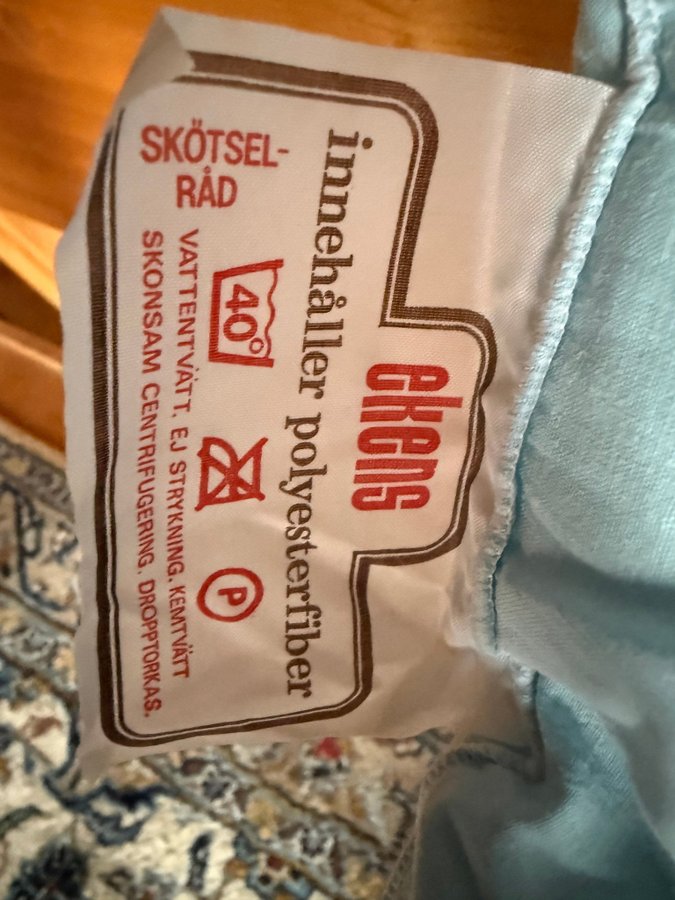 ekens
innehåller polyesterfiber
SKÖTSEL-
RÅD
40°
P
VATTENTVÄTT. EJ STRYKNING. KEMTVÄTT
SKONSAM CENTRIFUGERING. DROPPTORKAS.